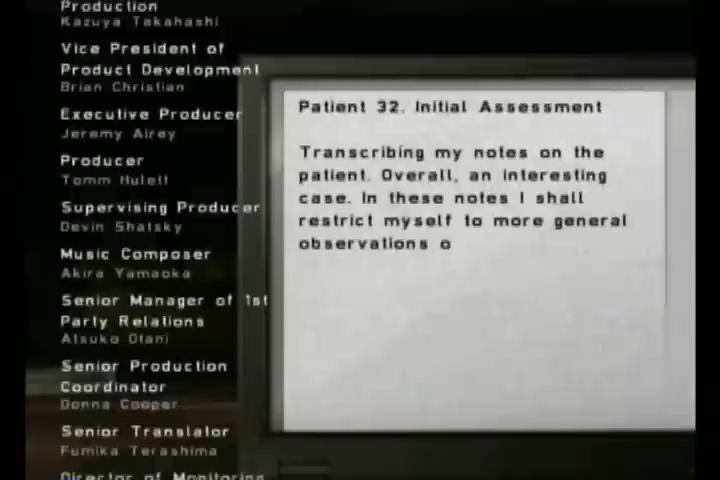 Production
Kazuya Takahashi
Vice President of
Product Development
Brian Christian
Executive Producer
Jeremy Airey
Producer
Tomm Hulett
Supervising Producer
Devin Shatsky
Music Composer
Akira Yamaoka
Senior Manager of 1st
Party Relations
Atsuko Otani
Senior Production
Coordinator
Donna Cooper
Senior Translator
Fumika Terashima
Director of Monitoring
Patient 32. Initial Assessment
Transcribing my notes on the
patient. Overall, an interesting
case. In these notes I shall
restrict myself to more general
observations o